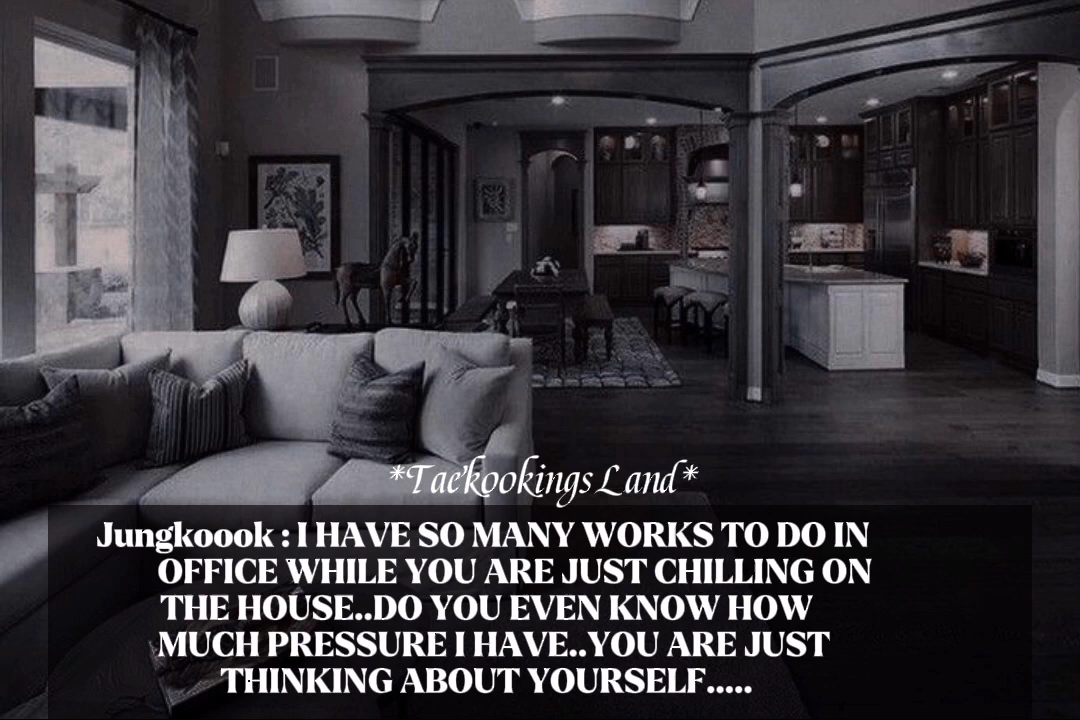 *Tae'kookings Land*
Jungkoook : I HAVE SO MANY WORKS TO DO IN
OFFICE WHILE YOU ARE JUST CHILLING ON
THE HOUSE..DO YOU EVEN KNOW HOW
MUCH PRESSURE I HAVE..YOU ARE JUST
THINKING ABOUT YOURSELF.....